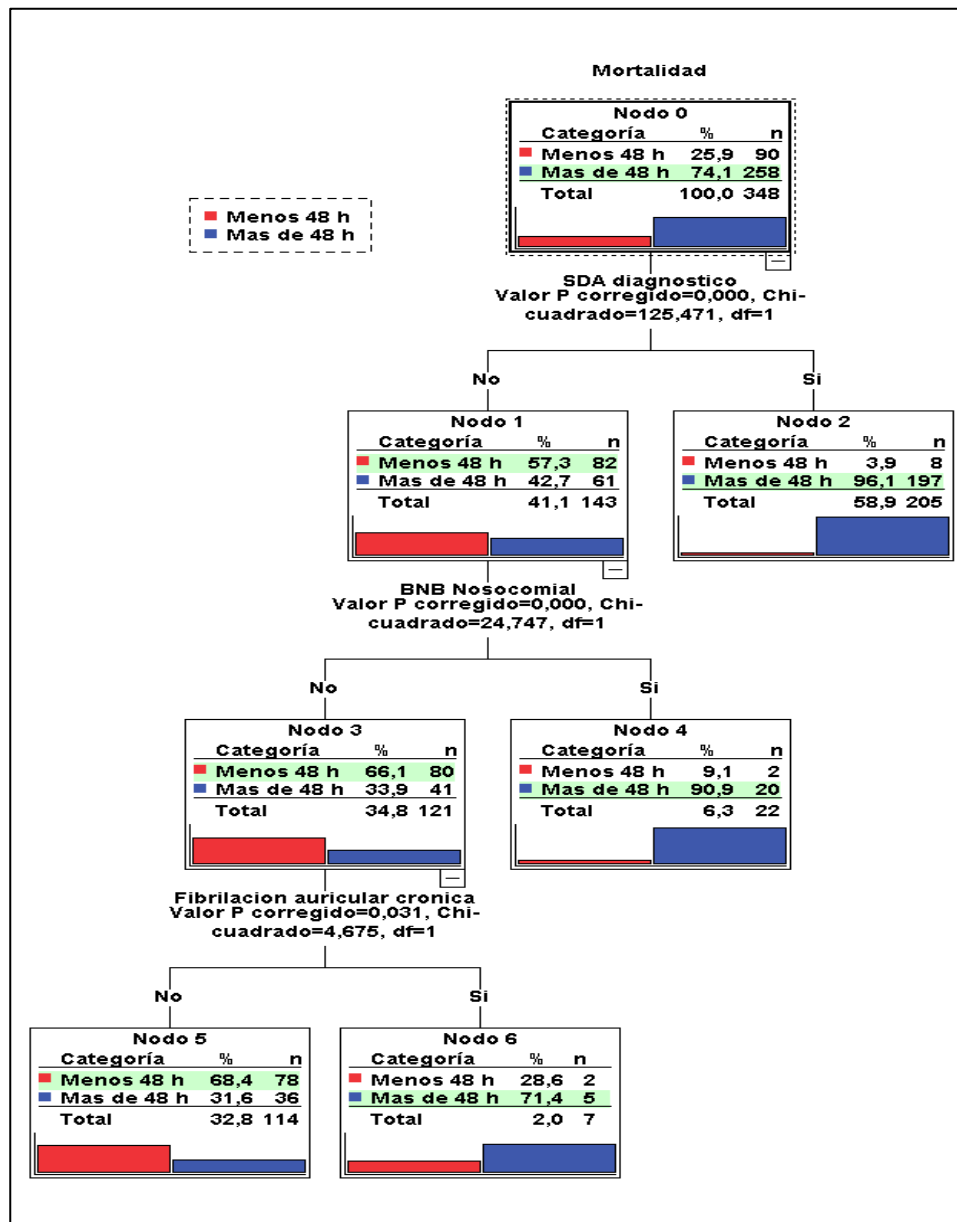 Mortalidad
Nodo 0
Categoría % n
Menos 48 h 25,9 90
Mas de 48 h 74,1 258
Total 100,0 348
Menos 48 h
Mas de 48 h
SDA diagnostico
Valor P corregido=0,000, Chi-
cuadrado=125,471, df=1
No
Si
Nodo 1
Categoría % n
Menos 48 h 57,3 82
Mas de 48 h 42,7 61
Total 41,1 143
Nodo 2
Categoría % n
Menos 48 h 3,9 8
Mas de 48 h 96,1 197
Total 58,9 205
BNB Nosocomial
Valor P corregido=0,000, Chi-
cuadrado=24,747, df=1
No
Si
Nodo 3
Categoría % n
Menos 48 h 66,1 80
Mas de 48 h 33,9 41
Total 34,8 121
Nodo 4
Categoría % n
Menos 48 h 9,1 2
Mas de 48 h 90,9 20
Total 6,3 22
Fibrilacion auricular cronica
Valor P corregido=0,031, Chi-
cuadrado=4,675, df=1
No
Si
Nodo 5
Categoría % n
Menos 48 h 68,4 78
Mas de 48 h 31,6 36
Total 32,8 114
Nodo 6
Categoría % n
Menos 48 h 28,6 2
Mas de 48 h 71,4 5
Total 2,0 7